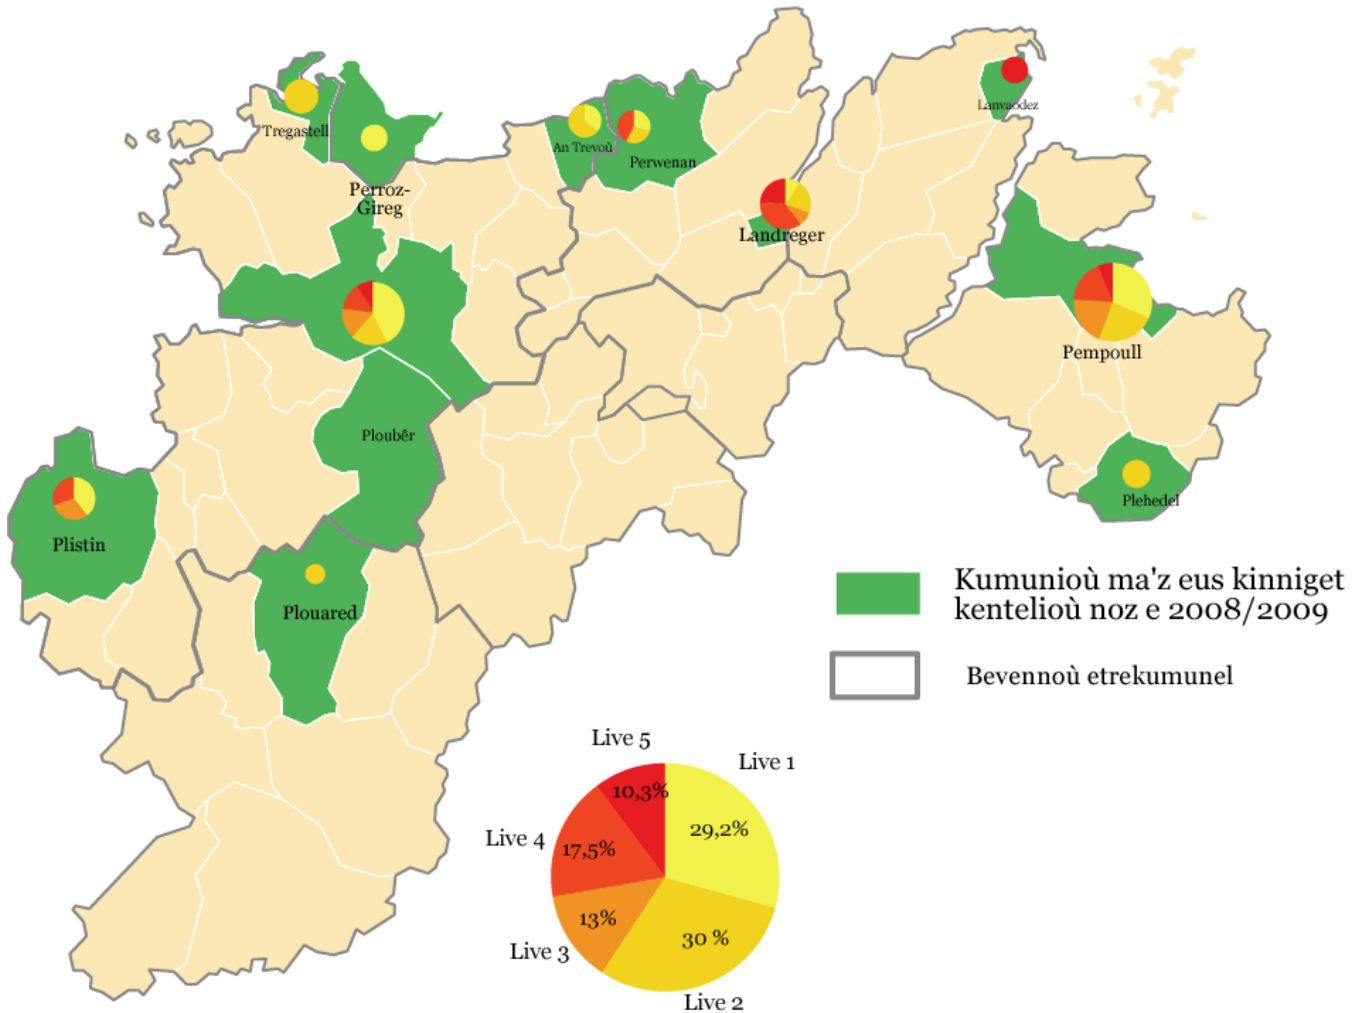 Lanvaodez
Tregastell
An Trevoù
Perwenan
Perroz-
Gireg
Landreger
Pempoull
Ploubêr
Plehedel
Plistin
Plouared
Kumunioù ma'z eus kinniget
kentelioù noz e 2008/2009
Bevennoù etrekumunel
Live 5
Live 1
10,3%
29,2%
Live 4
17,5%
13%
30 %
Live 3
Live 2